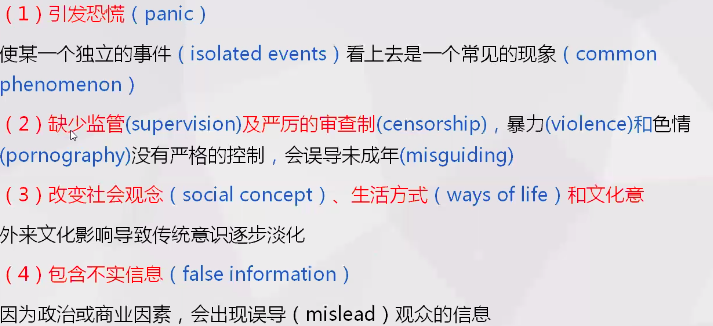 （1）引发恐慌（panic）
使某一个独立的事件（isolated events）看上去是一个常见的现象（common
phenomenon）
（2）缺少监管(supervision)及严厉的审查制(censorship)，暴力(violence)和色情
(pornography)没有严格的控制，会误导未成年(misguiding)
（3）改变社会观念（social concept）、生活方式（ways of life）和文化意
外来文化影响导致传统意识逐步淡化
（4）包含不实信息（false information）
因为政治或商业因素，会出现误导（mislead）观众的信息